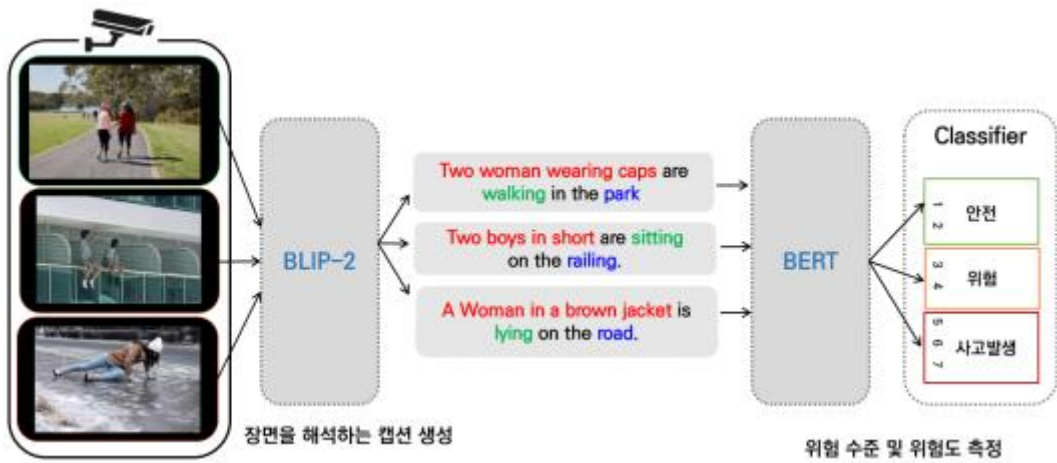 BLIP-2
장면을 해석하는 캡션 생성
Two woman wearing caps are
walking in the park
Two boys in short are sitting
on the railing.
A Woman in a brown jacket is
lying on the road.
BERT
위험 수준 및 위험도 측정
Classifier
1 2
안전
3 4
위험
5 6 7
사고발생